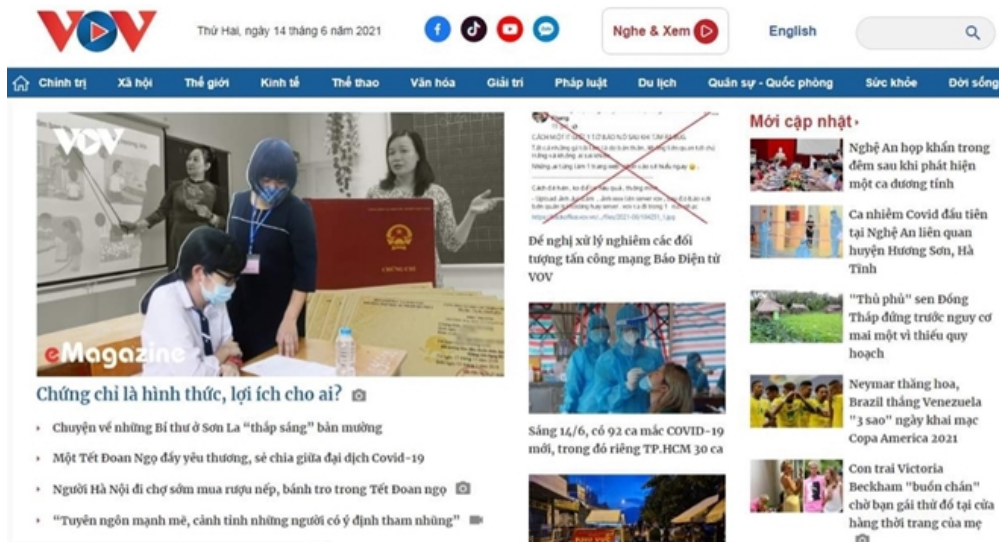 VOV
Thứ Hai, ngày 14 tháng 6 năm 2021
Nghe & Xem
English
Chính trị
Xã hội
Thế giới
Kinh tế
Thể thao
Văn hóa
Giải trí
Pháp luật
Du lịch
Quân sự - Quốc phòng
Sức khỏe
Đời sống
VOV
CHỨNG CHỈ
eMagazine
Chứng chỉ là hình thức, lợi ích cho ai?
Chuyện về những Bí thư ở Sơn La “thắp sáng” bản mường
Một Tết Đoan Ngọ đầy yêu thương, sẻ chia giữa đại dịch Covid-19
Người Hà Nội đi chợ sớm mua rượu nếp, bánh tro trong Tết Đoan ngọ
“Tuyên ngôn mạnh mẽ, cảnh tỉnh những người có ý định tham nhũng”
Đề nghị xử lý nghiêm các đối
tượng tấn công mạng Báo Điện tử
VOV
Sáng 14/6, có 92 ca mắc COVID-19
mới, trong đó riêng TP.HCM 30 ca
Mới cập nhật
Nghệ An họp khẩn trong
đêm sau khi phát hiện
một ca dương tính
Ca nhiễm Covid đầu tiên
tại Nghệ An liên quan
huyện Hương Sơn, Hà
Tĩnh
"Thủ phủ" sen Đồng
Tháp đứng trước nguy cơ
mai một vì thiếu quy
hoạch
Neymar thăng hoa,
Brazil thắng Venezuela
"3 sao" ngày khai mạc
Copa America 2021
Con trai Victoria
Beckham "buồn chán"
chờ bạn gái thử đồ tại cửa
hàng thời trang của mẹ